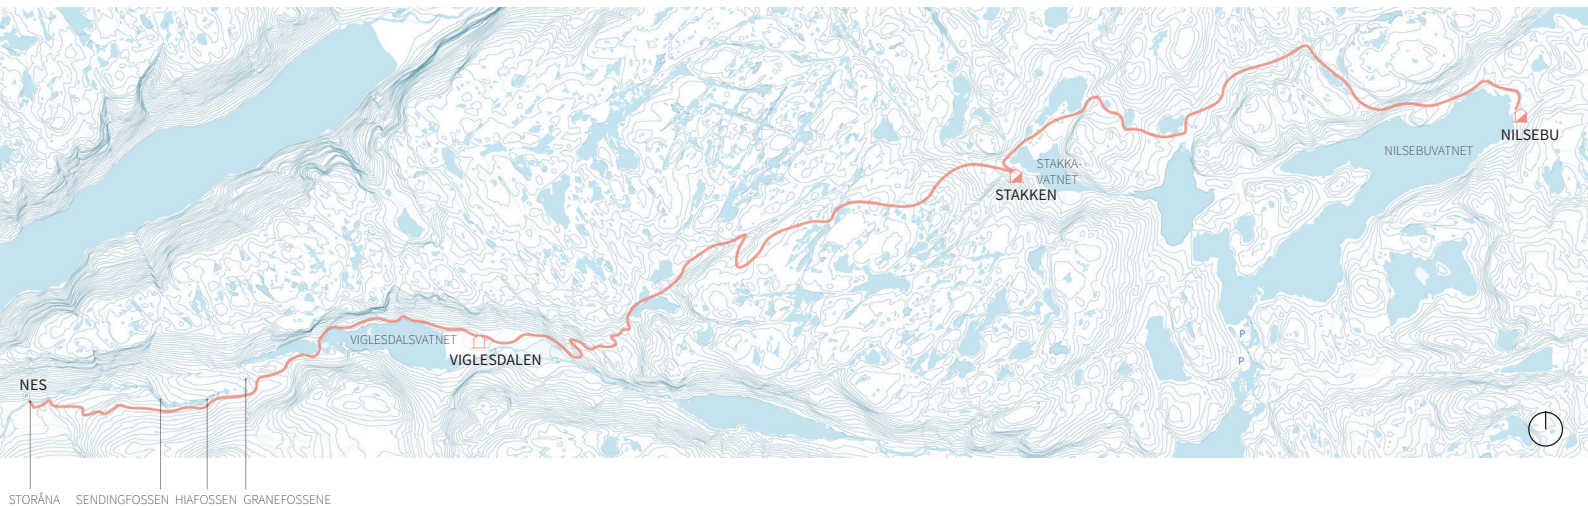 NILSEBU
NILSEBUVATNET
STAKKA-
VATNET
STAKKEN
VIGLESDALSVATNET
VIGLESDALEN
P
P
NES
STORÅNA
SENDINGFOSSEN
HIAFOSSEN
GRANEFOSSENE